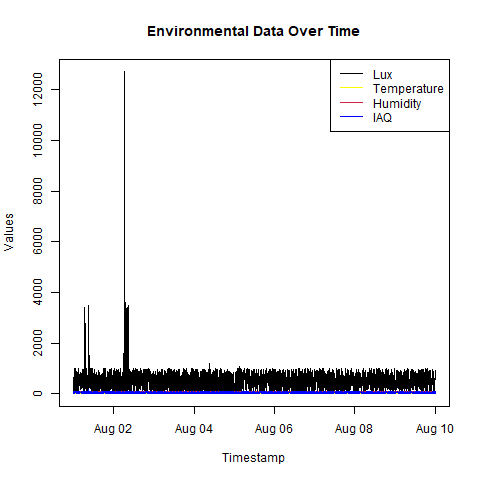 Environmental Data Over Time
Lux
Temperature
Humidity
IAQ
Values
12000
10000
8000
6000
4000
2000
0
Aug 02
Aug 04
Aug 06
Aug 08
Aug 10
Timestamp